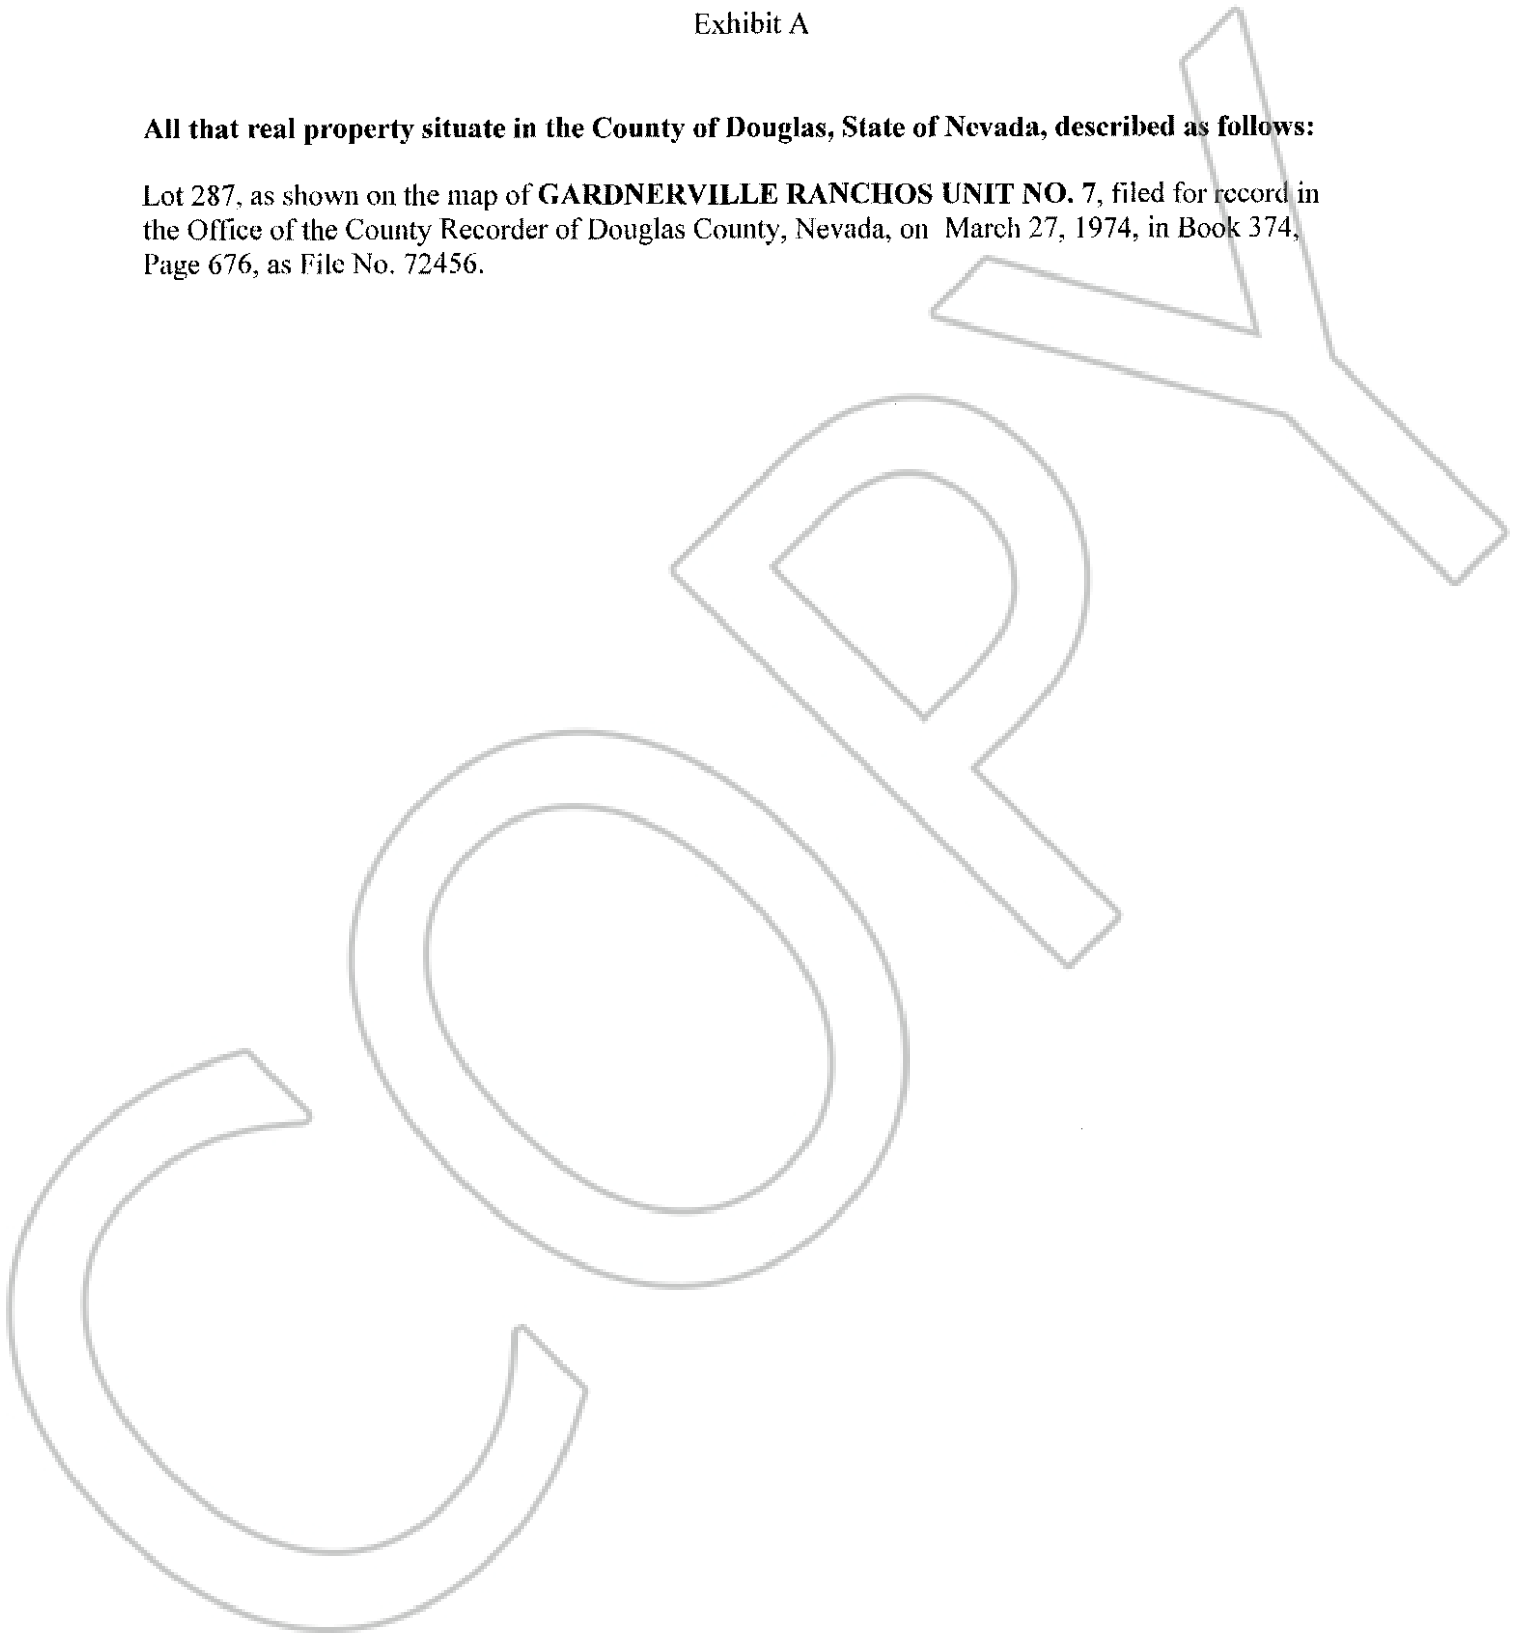 Exhibit A
All that real property situate in the County of Douglas, State of Nevada, described as follows:
Lot 287, as shown on the map of GARDNERVILLE RANCHOS UNIT NO. 7, filed for record in
the Office of the County Recorder of Douglas County, Nevada, on March 27, 1974, in Book 374,
Page 676, as File No. 72456.
COPY